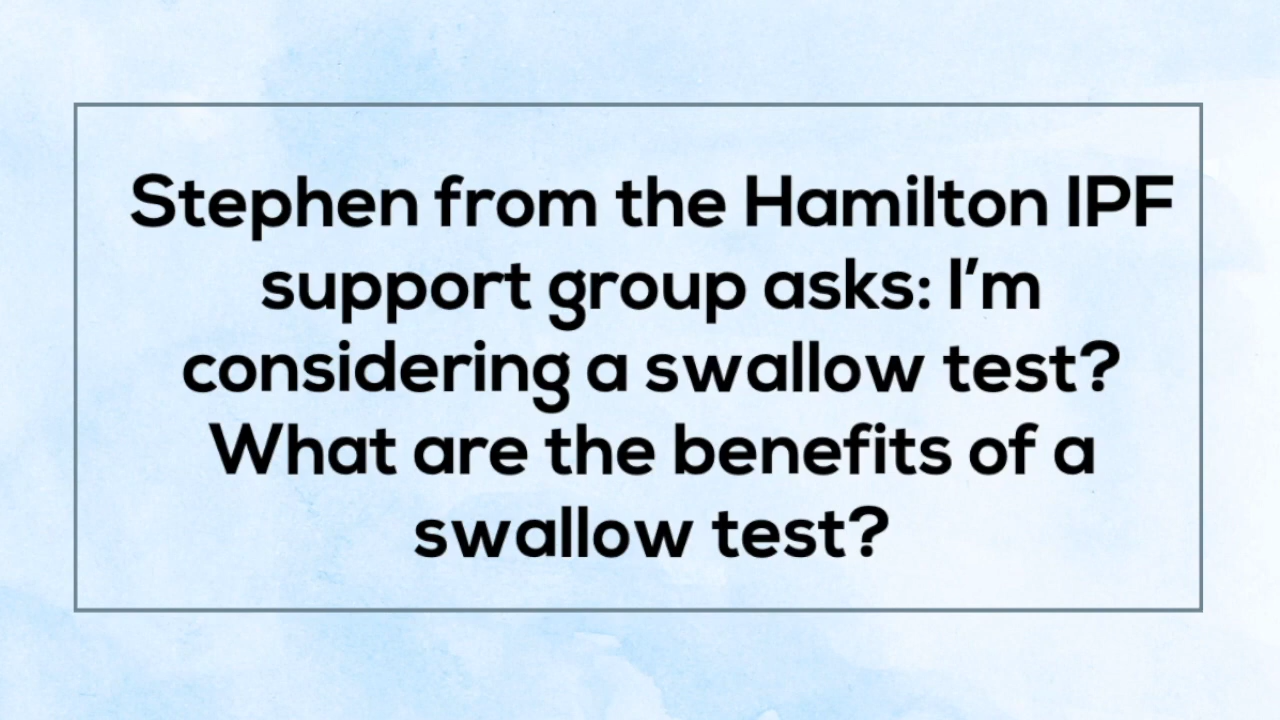 Stephen from the Hamilton IPF
support group asks: I’m
considering a swallow test?
What are the benefits of a
swallow test?